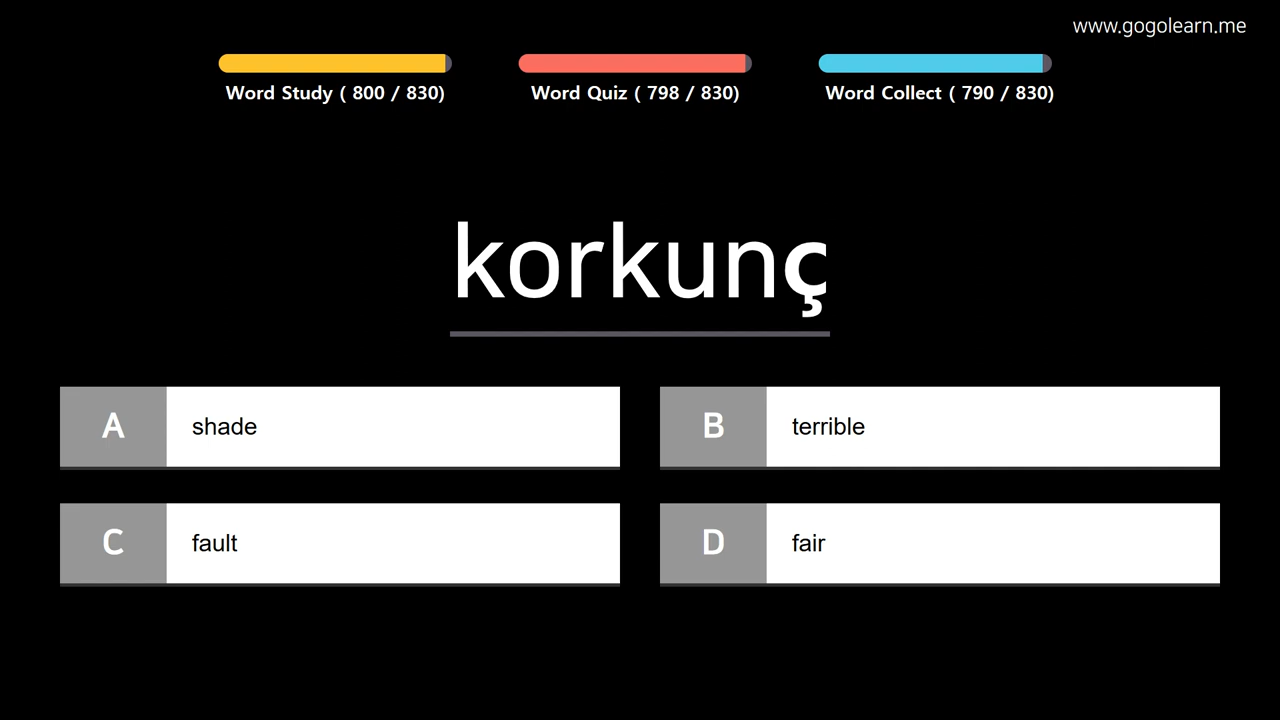 www.gogolearn.me
Word Study ( 800 / 830)
Word Quiz ( 798 / 830)
Word Collect ( 790 / 830)
korkunç
A shade
B terrible
C fault
D fair